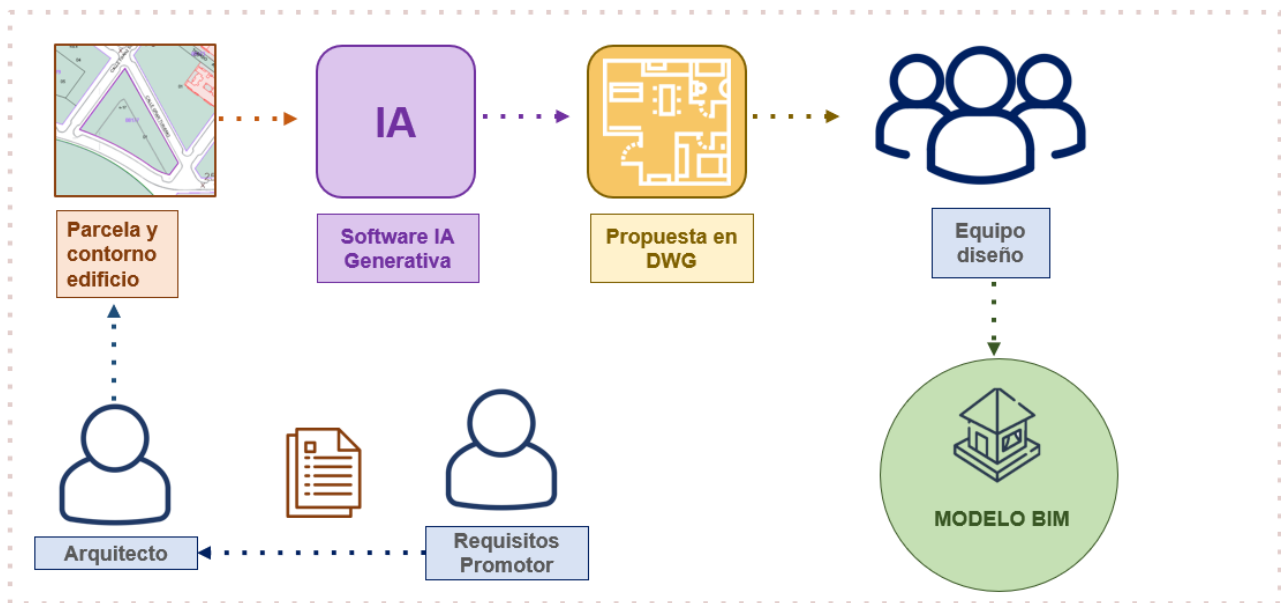 IA
Parcela y
contorno
edificio
Software IA
Generativa
Propuesta en
DWG
Equipo
diseño
Arquitecto
Requisitos
Promotor
MODELO BIM